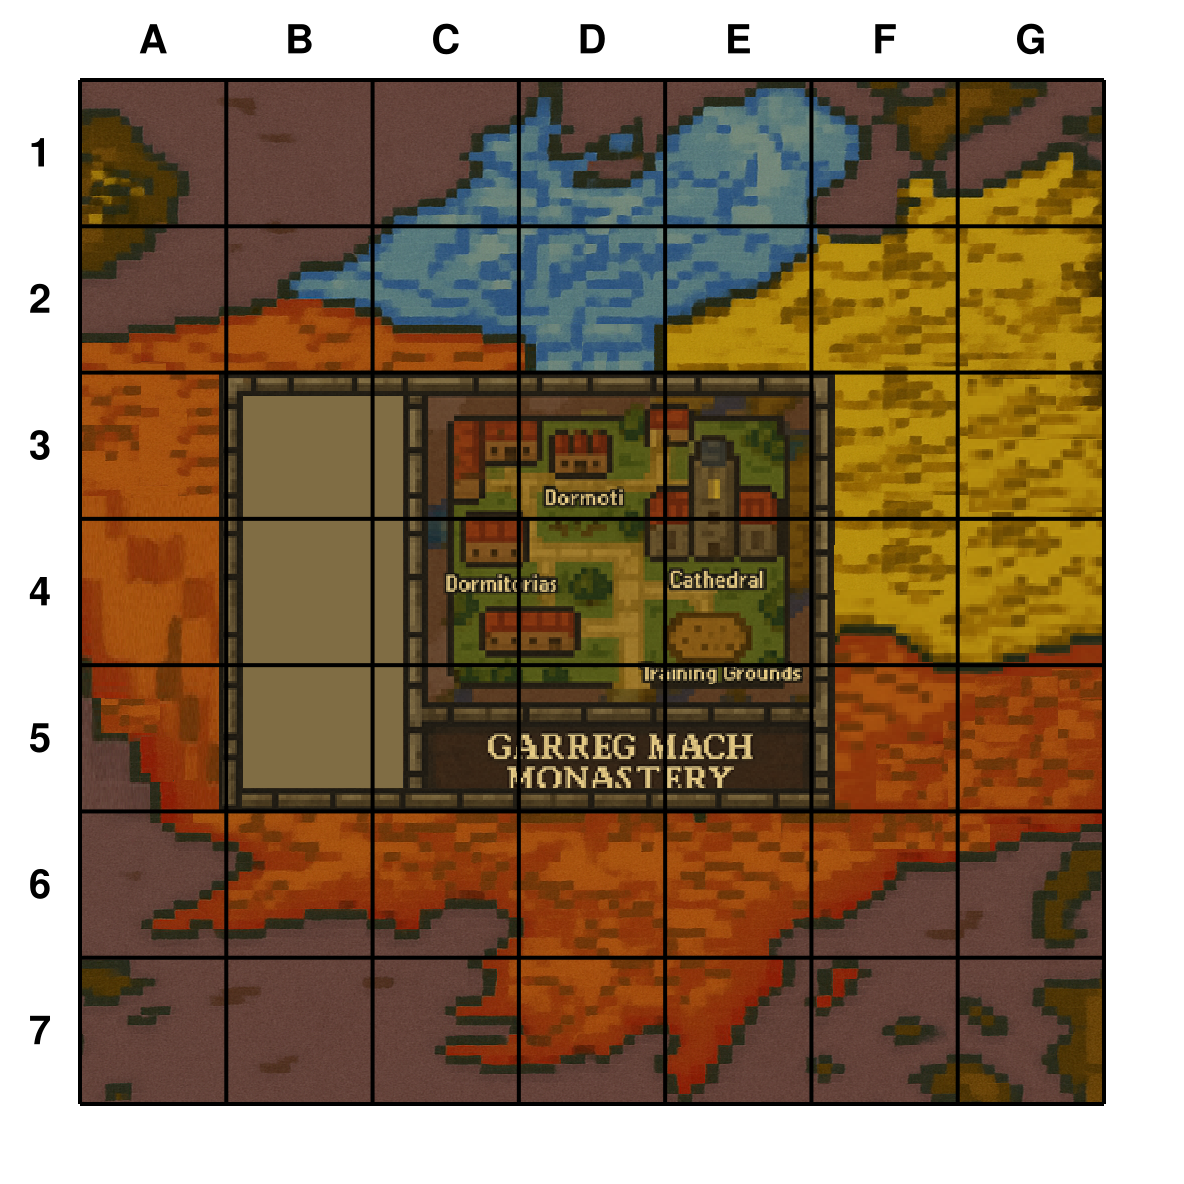 A B C D E F G
1
2
3
Dormoti
4
Dormitorias
Cathedral
Training Grounds
5
GARREG MACH
MONASTERY
6
7